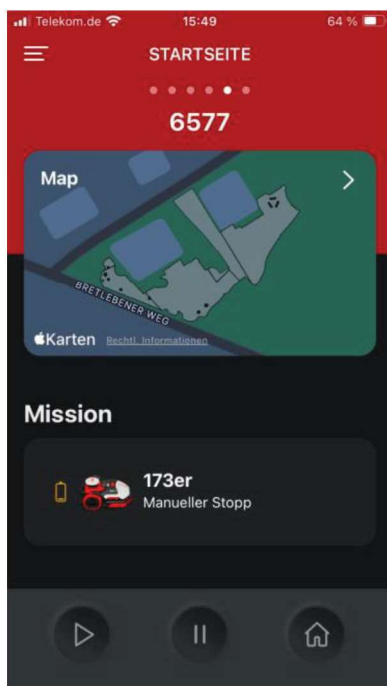 Telekom.de 15:49 64 %
STARTSEITE
6577
Map
BRETLEBENER WEG
Karten Rechtl. Informationen
Mission
173er
Manueller Stopp